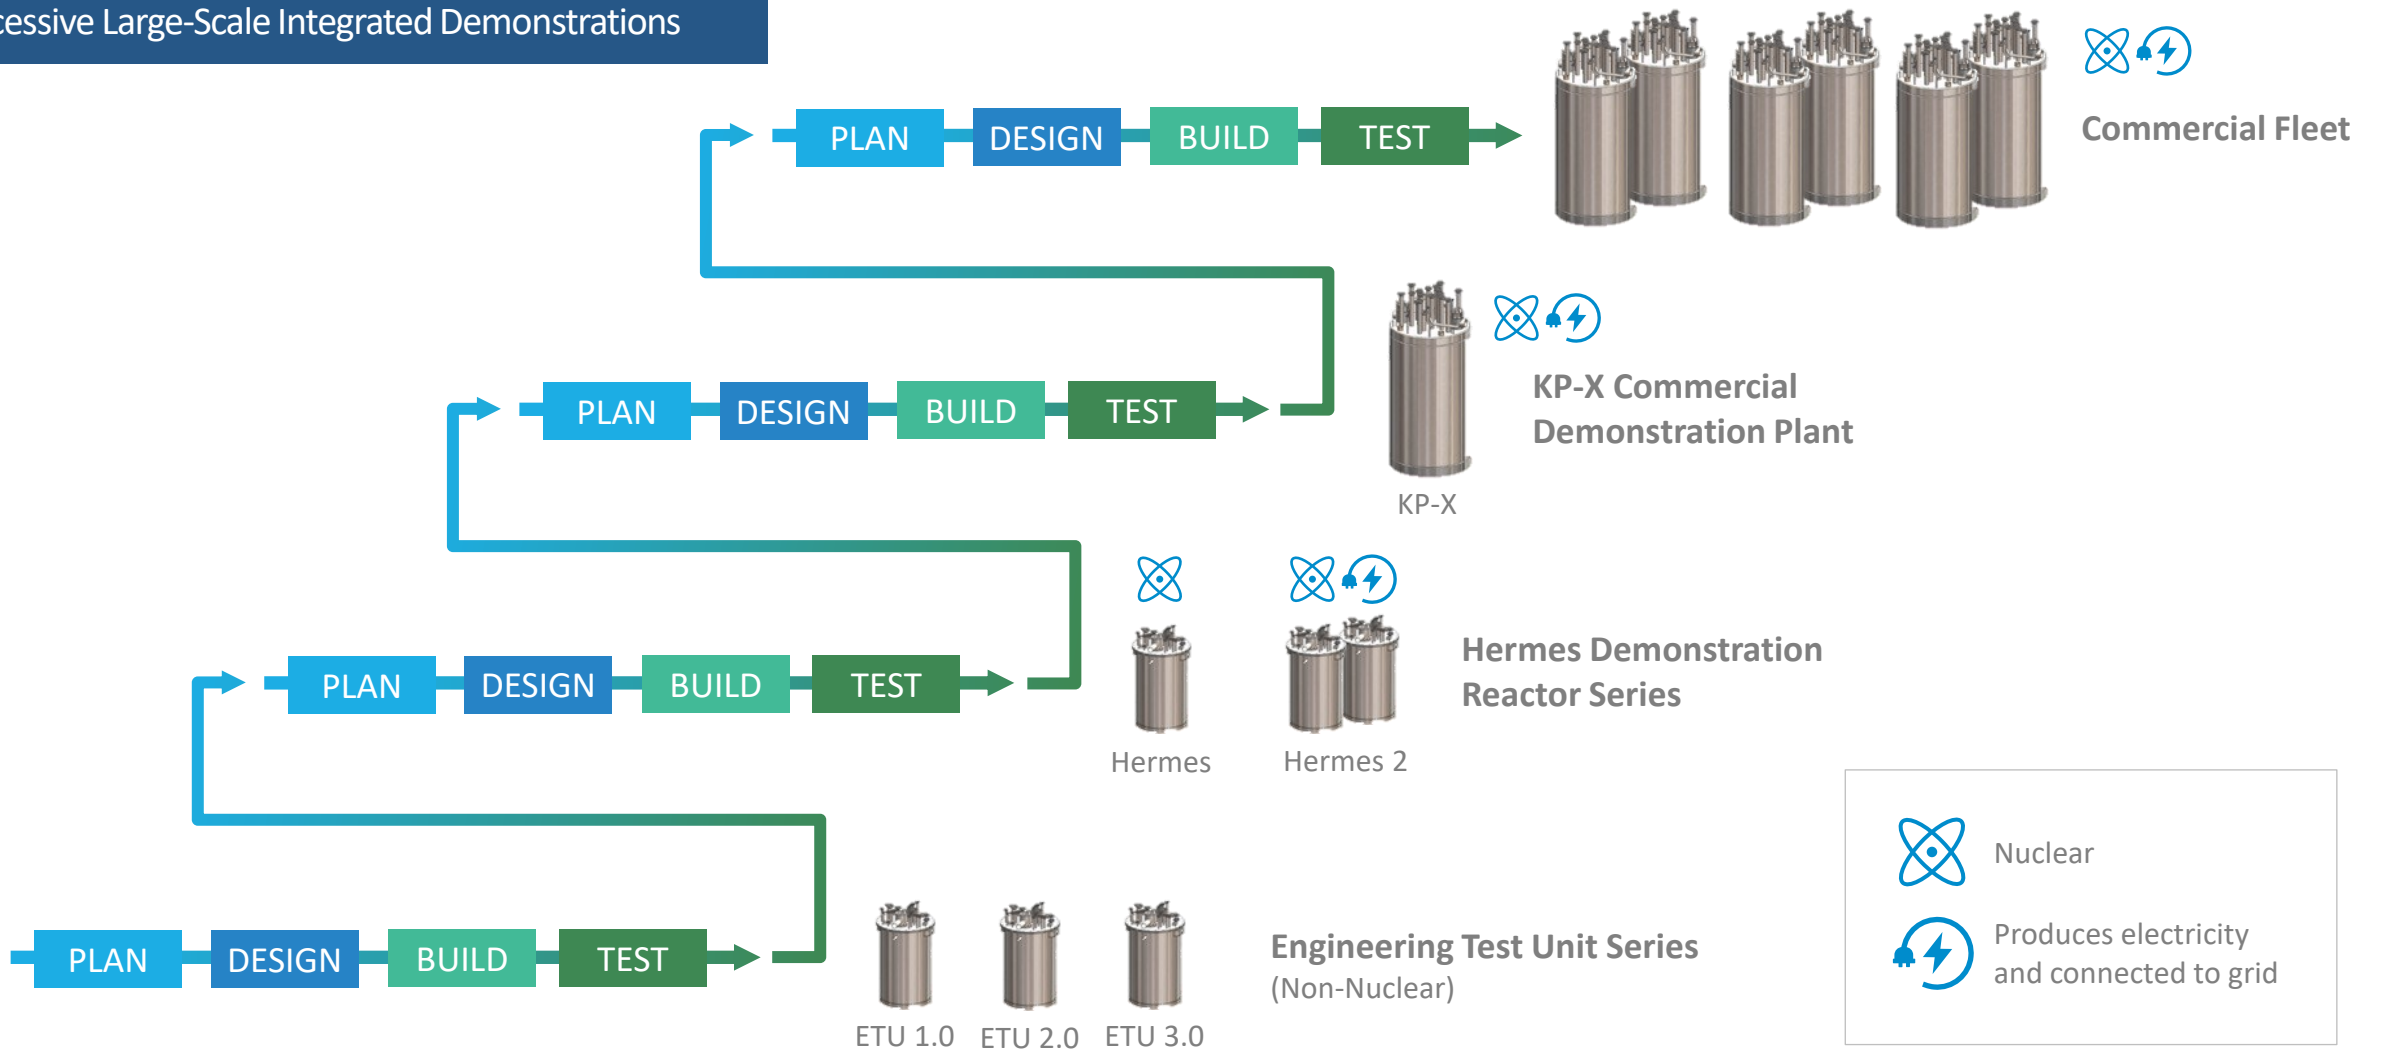 Large-Scale Integrated Demonstrations
PLAN
DESIGN
BUILD
TEST
Commercial Fleet
PLAN
DESIGN
BUILD
TEST
KP-X Commercial
Demonstration Plant
KP-X
PLAN
DESIGN
BUILD
TEST
Hermes
Hermes 2
Hermes Demonstration
Reactor Series
PLAN
DESIGN
BUILD
TEST
ETU 1.0
ETU 2.0
ETU 3.0
Engineering Test Unit Series
(Non-Nuclear)
Nuclear
Produces electricity
and connected to grid